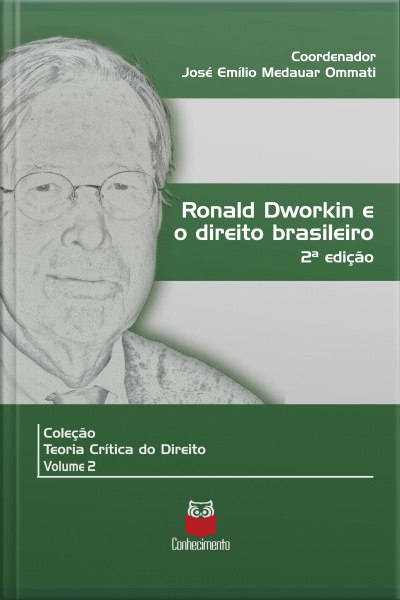 Coordenador
José Emílio Medauar Ommati
Ronald Dworkin e
o direito brasileiro
2ª edição
Coleção
Teoria Crítica do Direito
Volume 2
Conhecimento